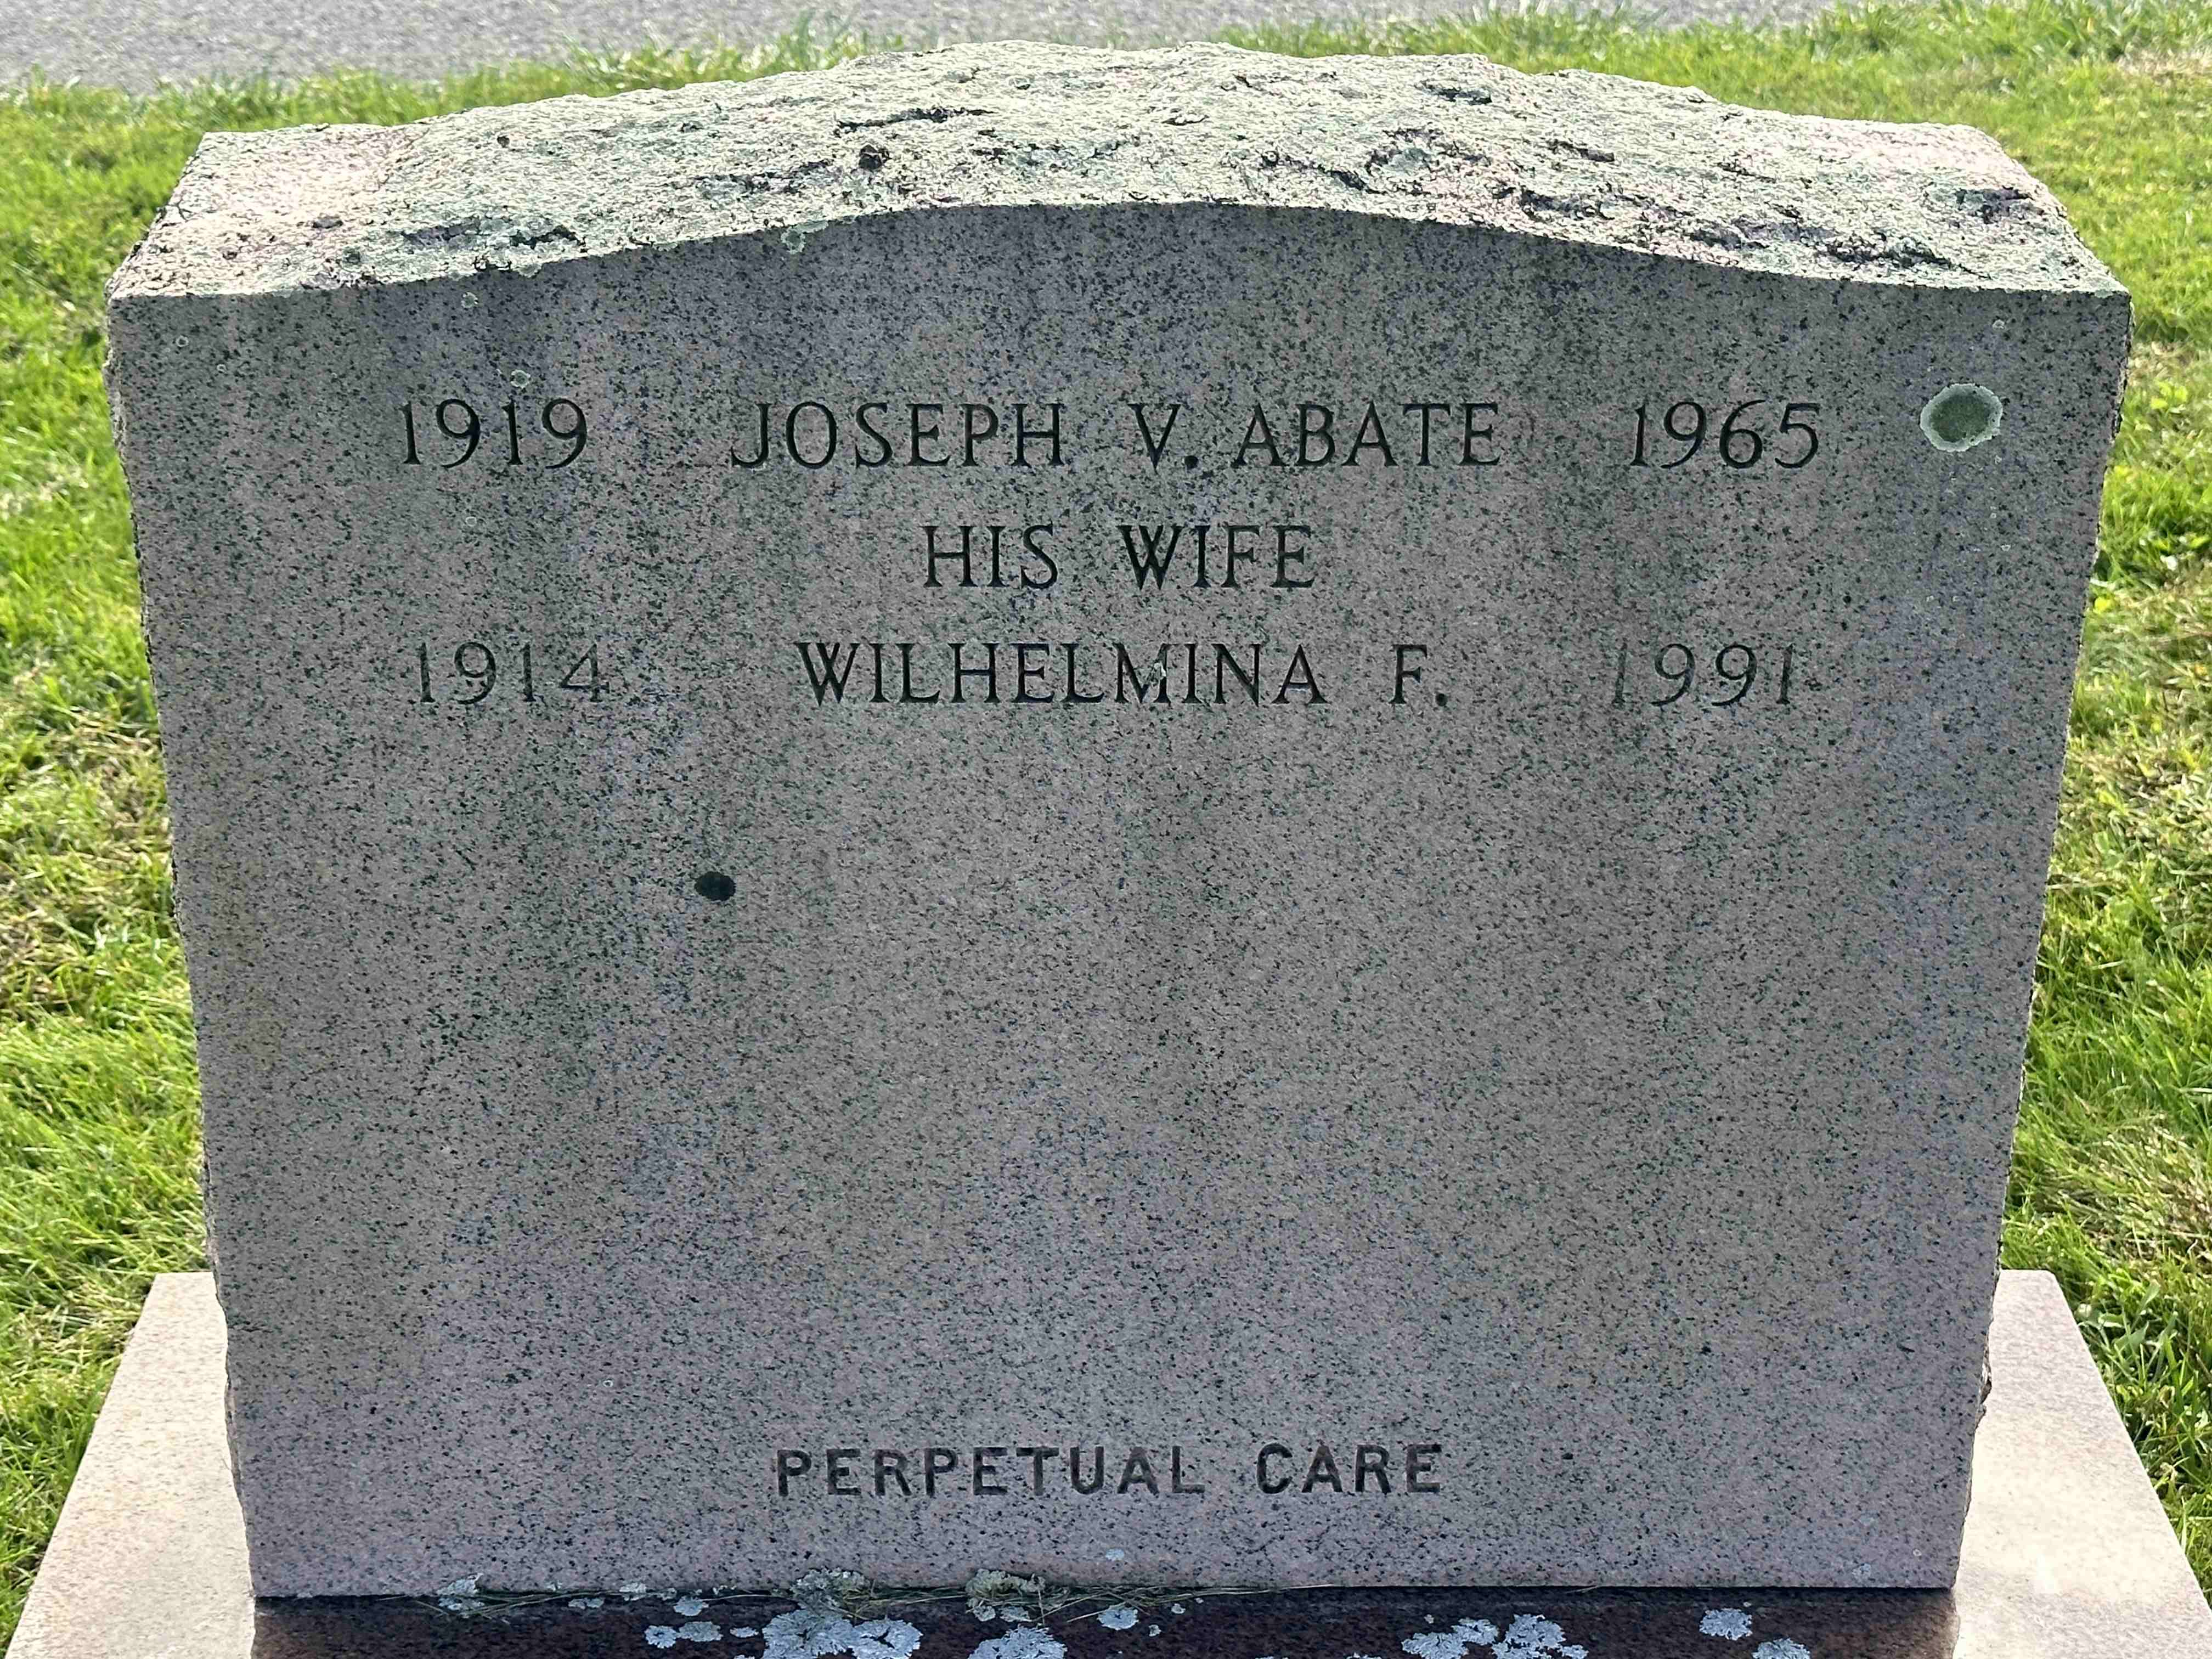 1919 JOSEPH V. ABATE 1965
HIS WIFE
1914 WILHELMINA F. 1991
PERPETUAL CARE